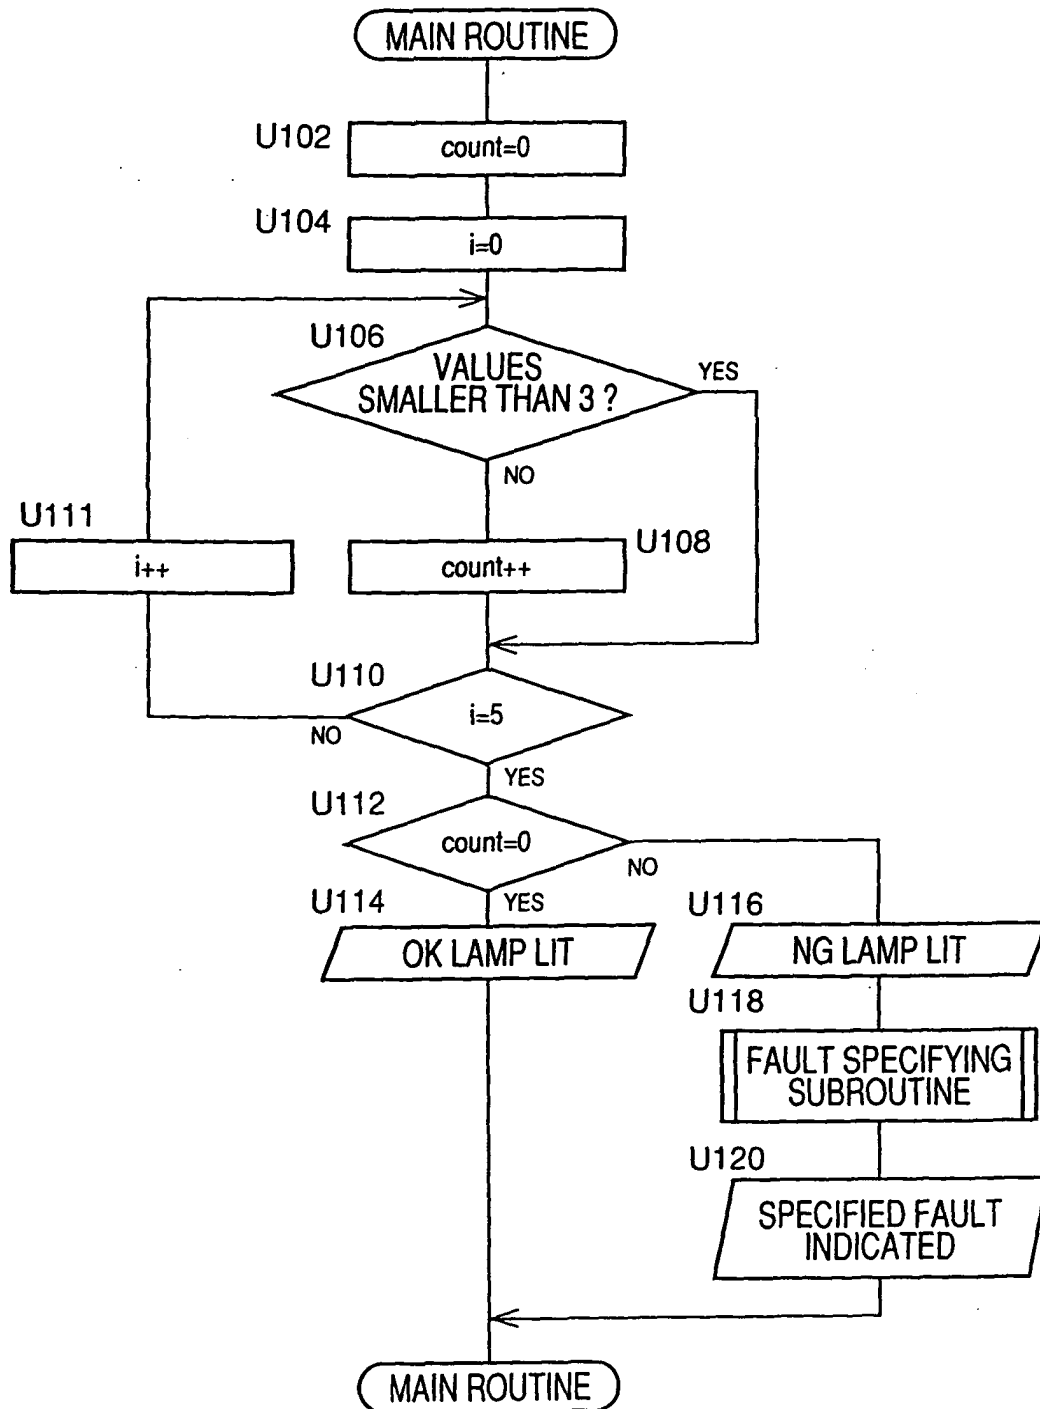 MAIN ROUTINE
U102
count=0
U104
i=0
U106
VALUES
SMALLER THAN 3 ?
YES
NO
U111
i++
count++
U108
U110
i=5
NO
YES
U112
count=0
NO
YES
U114
OK LAMP LIT
U116
NG LAMP LIT
U118
FAULT SPECIFYING
SUBROUTINE
U120
SPECIFIED FAULT
INDICATED
MAIN ROUTINE